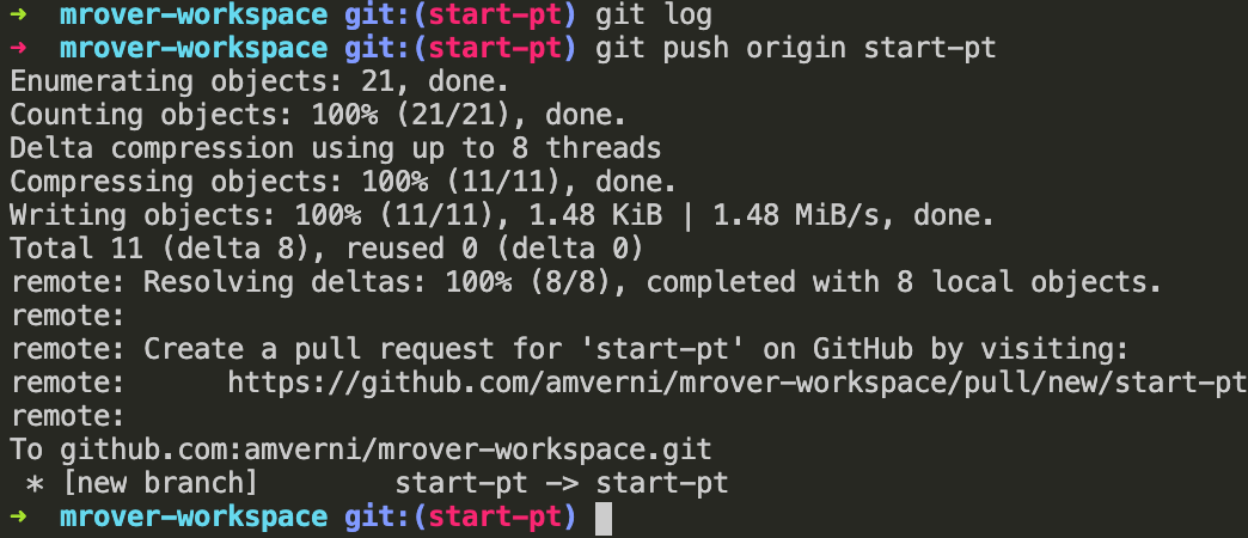 ➜  mrover-workspace git:(start-pt) git log
➜  mrover-workspace git:(start-pt) git push origin start-pt
Enumerating objects: 21, done.
Counting objects: 100% (21/21), done.
Delta compression using up to 8 threads
Compressing objects: 100% (11/11), done.
Writing objects: 100% (11/11), 1.48 KiB | 1.48 MiB/s, done.
Total 11 (delta 8), reused 0 (delta 0)
remote: Resolving deltas: 100% (8/8), completed with 8 local objects.
remote:
remote: Create a pull request for 'start-pt' on GitHub by visiting:
remote:      https://github.com/amverni/mrover-workspace/pull/new/start-pt
remote:
To github.com:amverni/mrover-workspace.git
 * [new branch]        start-pt -> start-pt
➜  mrover-workspace git:(start-pt)